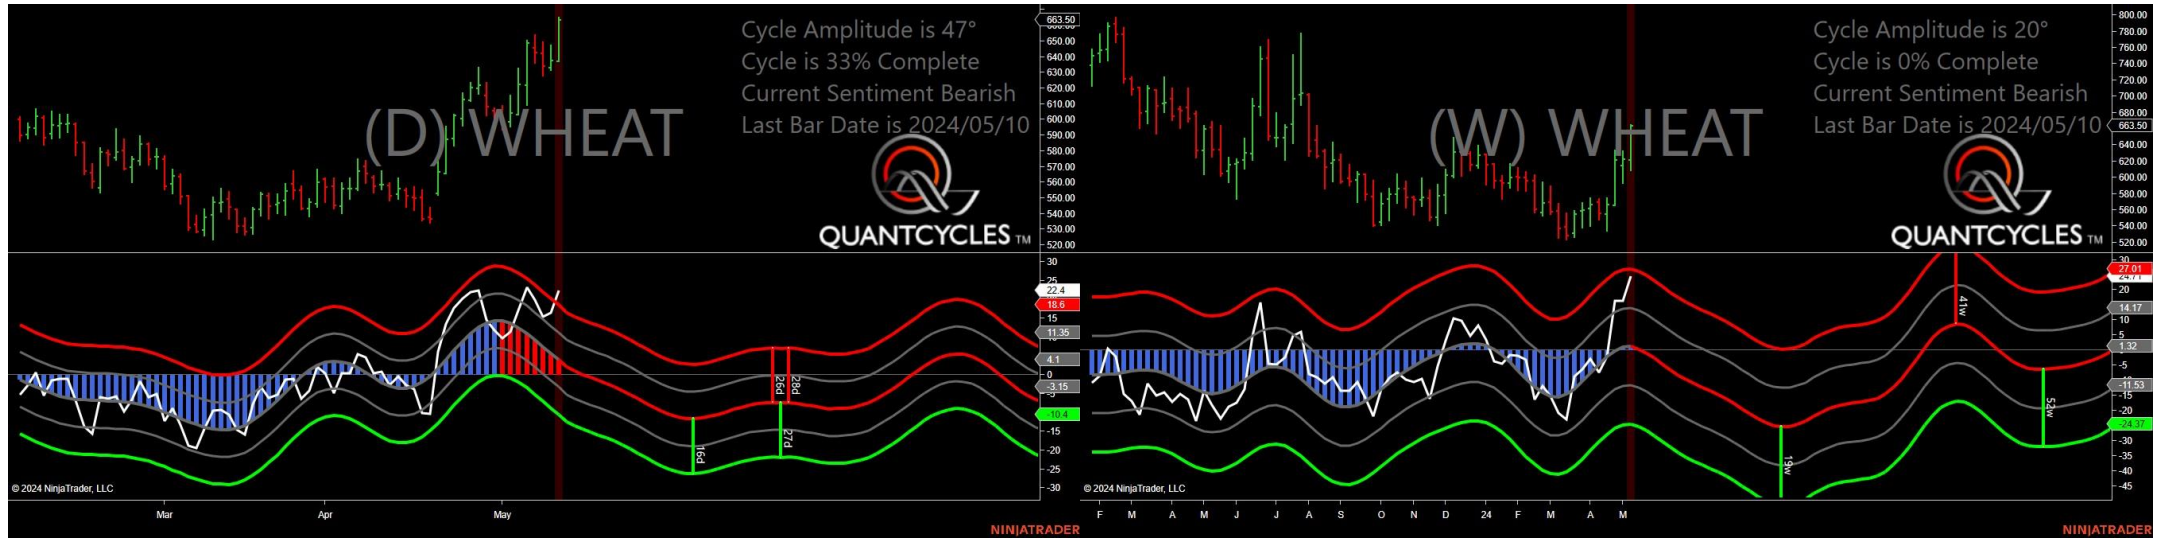 Cycle Amplitude is 47°
Cycle is 33% Complete
Current Sentiment Bearish
Last Bar Date is 2024/05/10
(D) WHEAT
QUANTCYCLES TM
663.50
650.00
640.00
630.00
620.00
610.00
600.00
590.00
580.00
570.00
560.00
550.00
540.00
530.00
520.00
30
25
22.4
18.6
15
11.35
4.1
0
-3.15
-10.4
-15
-20
-25
-30
16d
26d
28d
27d
© 2024 NinjaTrader, LLC
Mar Apr May
NINJATRADER
Cycle Amplitude is 20°
Cycle is 0% Complete
Current Sentiment Bearish
Last Bar Date is 2024/05/10
(W) WHEAT
QUANTCYCLES TM
800.00
780.00
760.00
740.00
720.00
700.00
680.00
663.50
640.00
620.00
600.00
580.00
560.00
540.00
520.00
30
27.01
24.71
20
14.17
10
5
1.32
-5
-11.53
-15
-20
-24.37
-30
-35
-40
-45
41w
52w
19w
© 2024 NinjaTrader, LLC
F M A M J J A S O N D 24 F M A M
NINJATRADER